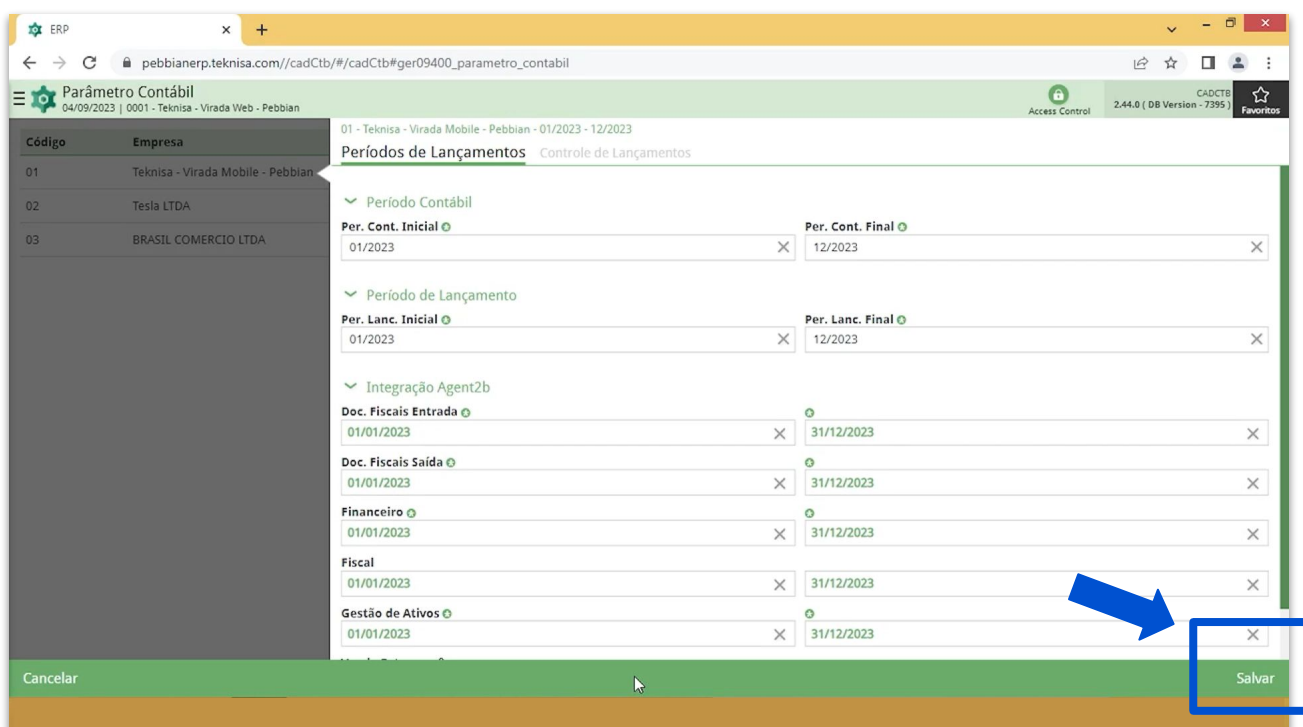 ERP
pebbianerp.teknisa.com//cadCtb/#/cadCtb#ger09400_parametro_contabil
Parâmetro Contábil
04/09/2023 | 0001 - Teknisa - Virada Web - Pebbian
Access Control
CADCTB
2.44.0 ( DB Version - 7395 )
Favoritos
Código Empresa
01 Teknisa - Virada Mobile - Pebbian
02 Tesla LTDA
03 BRASIL COMERCIO LTDA
01 - Teknisa - Virada Mobile - Pebbian - 01/2023 - 12/2023
Períodos de Lançamentos Controle de Lançamentos
Período Contábil
Per. Cont. Inicial Per. Cont. Final
01/2023 12/2023
Período de Lançamento
Per. Lanc. Inicial Per. Lanc. Final
01/2023 12/2023
Integração Agent2b
Doc. Fiscais Entrada
01/01/2023 31/12/2023
Doc. Fiscais Saída
01/01/2023 31/12/2023
Financeiro
01/01/2023 31/12/2023
Fiscal
01/01/2023 31/12/2023
Gestão de Ativos
01/01/2023 31/12/2023
Cancelar Salvar